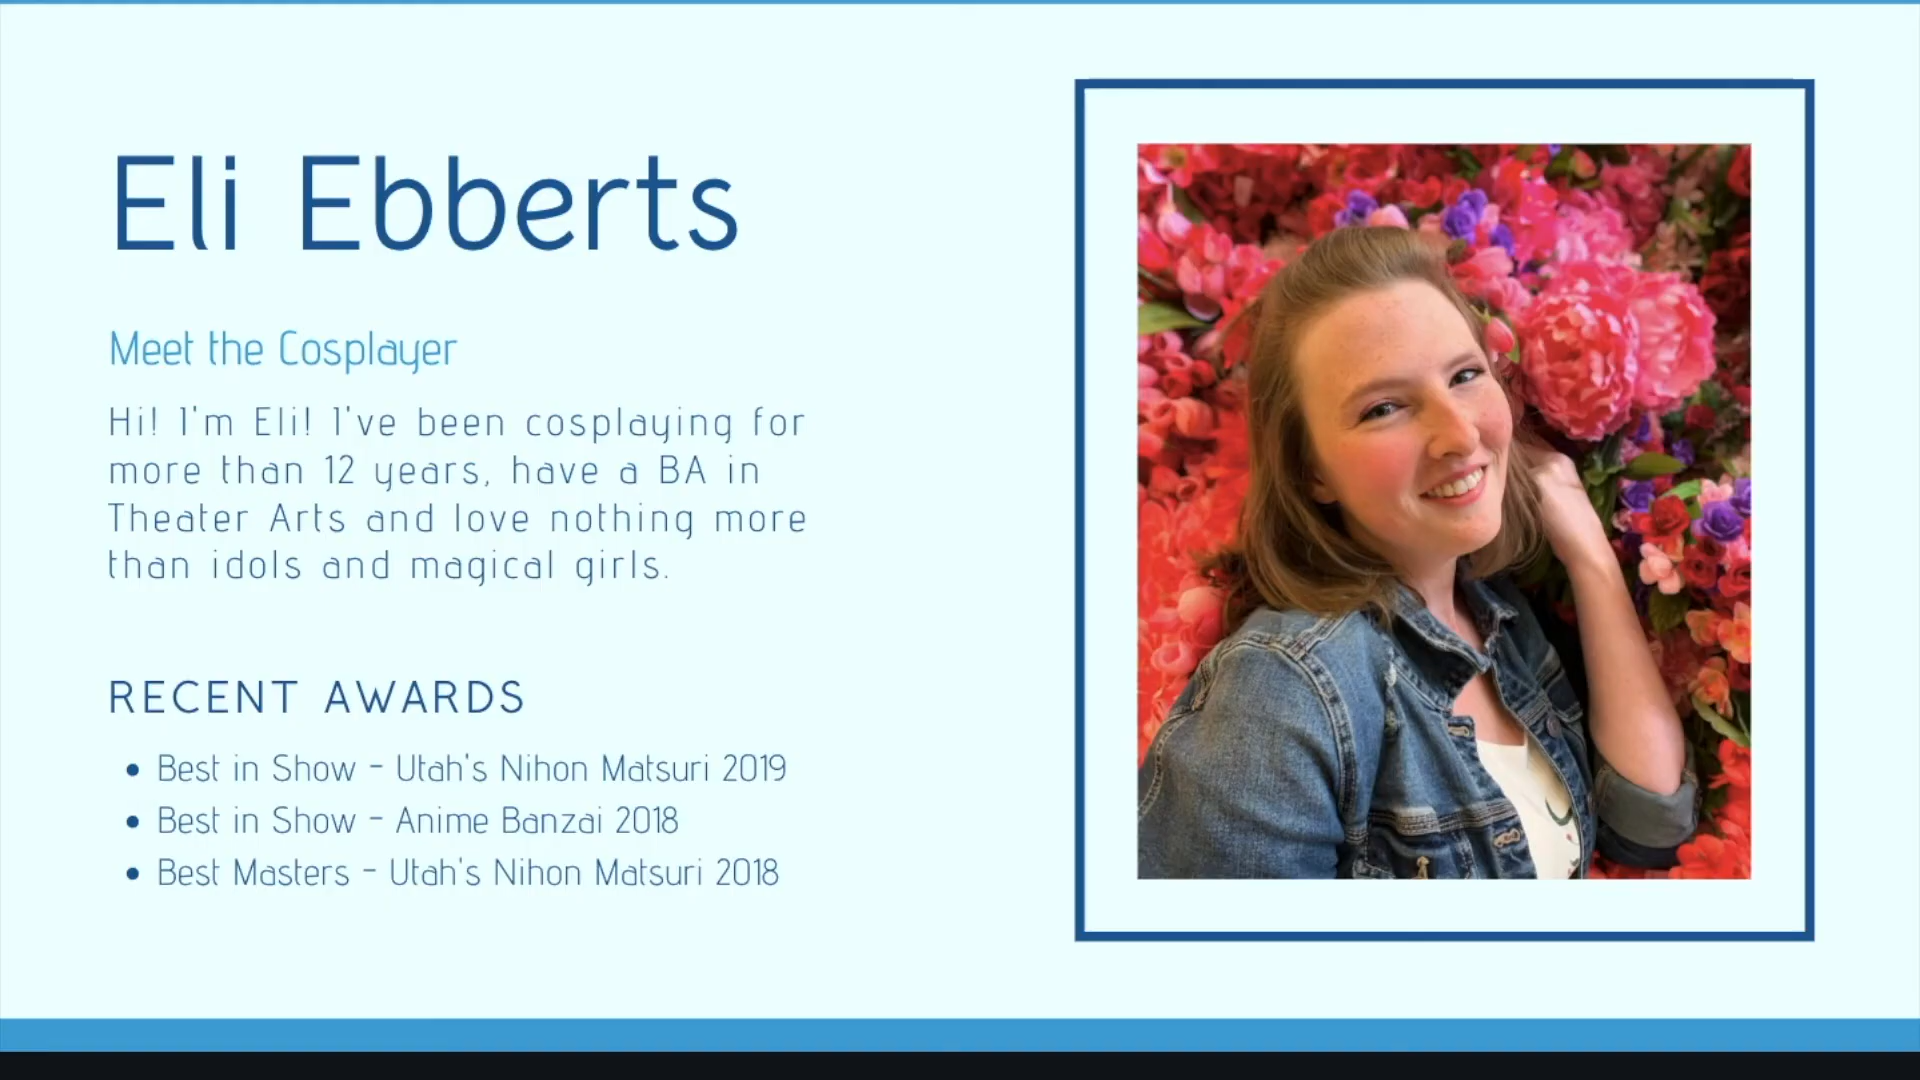 Eli Ebberts
Meet the Cosplayer
Hi! I'm Eli! I've been cosplaying for
more than 12 years, have a BA in
Theater Arts and love nothing more
than idols and magical girls.
RECENT AWARDS
• Best in Show - Utah's Nihon Matsuri 2019
• Best in Show - Anime Banzai 2018
• Best Masters - Utah's Nihon Matsuri 2018